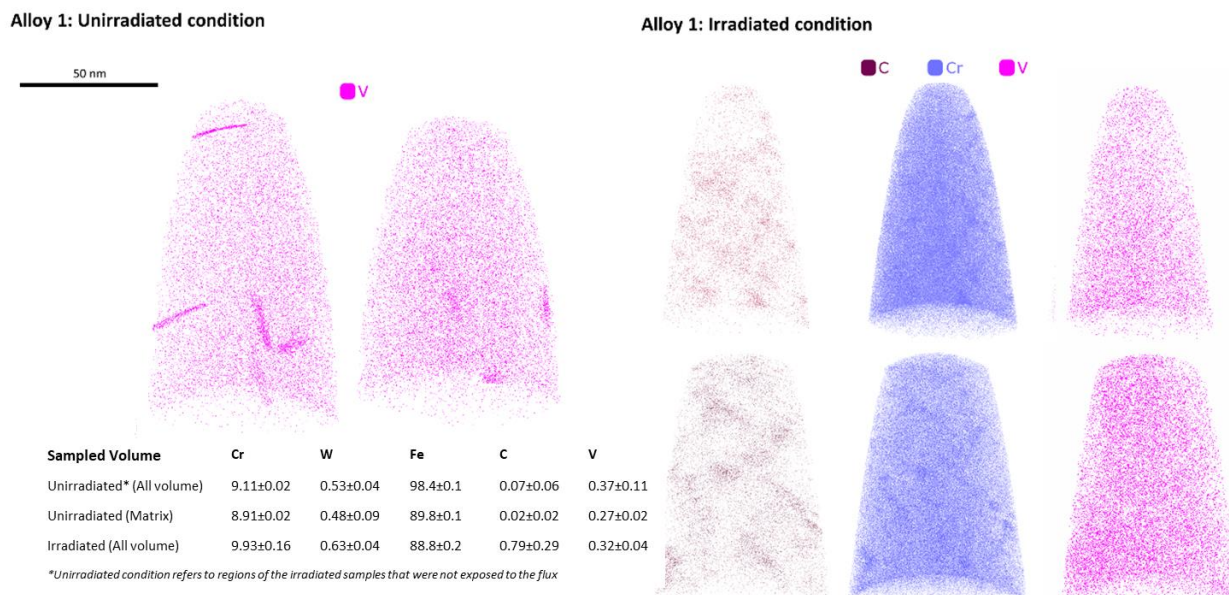 Alloy 1: Unirradiated condition
50 nm
V
Alloy 1: Irradiated condition
C Cr V
Sampled Volume Cr W Fe C V
Unirradiated* (All volume) 9.11±0.02 0.53±0.04 98.4±0.1 0.07±0.06 0.37±0.11
Unirradiated (Matrix) 8.91±0.02 0.48±0.09 89.8±0.1 0.02±0.02 0.27±0.02
Irradiated (All volume) 9.93±0.16 0.63±0.04 88.8±0.2 0.79±0.29 0.32±0.04
*Unirradiated condition refers to regions of the irradiated samples that were not exposed to the flux